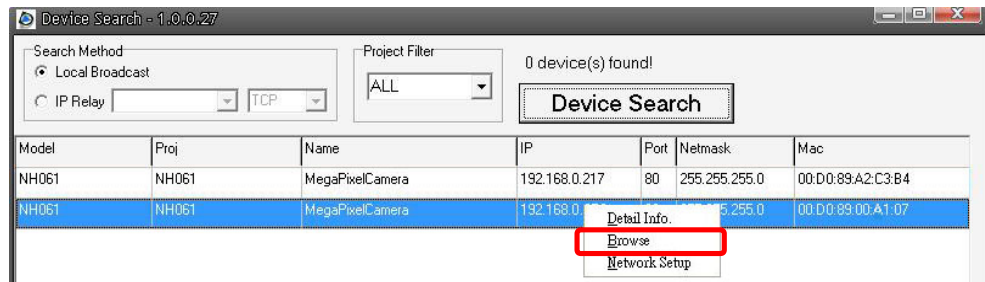 Device Search - 1.0.0.27
Search Method
Local Broadcast
IP Relay TCP
Project Filter
ALL
0 device(s) found!
Device Search
Model Proj Name IP Port Netmask Mac
NH061 NH061 MegaPixelCamera 192.168.0.217 80 255.255.255.0 00:D0:89:A2:C3:B4
NH061 NH061 MegaPixelCamera 192.168.0. 5.255.0 00:D0:89:00:A1:07
Detail Info.
Browse
Network Setup